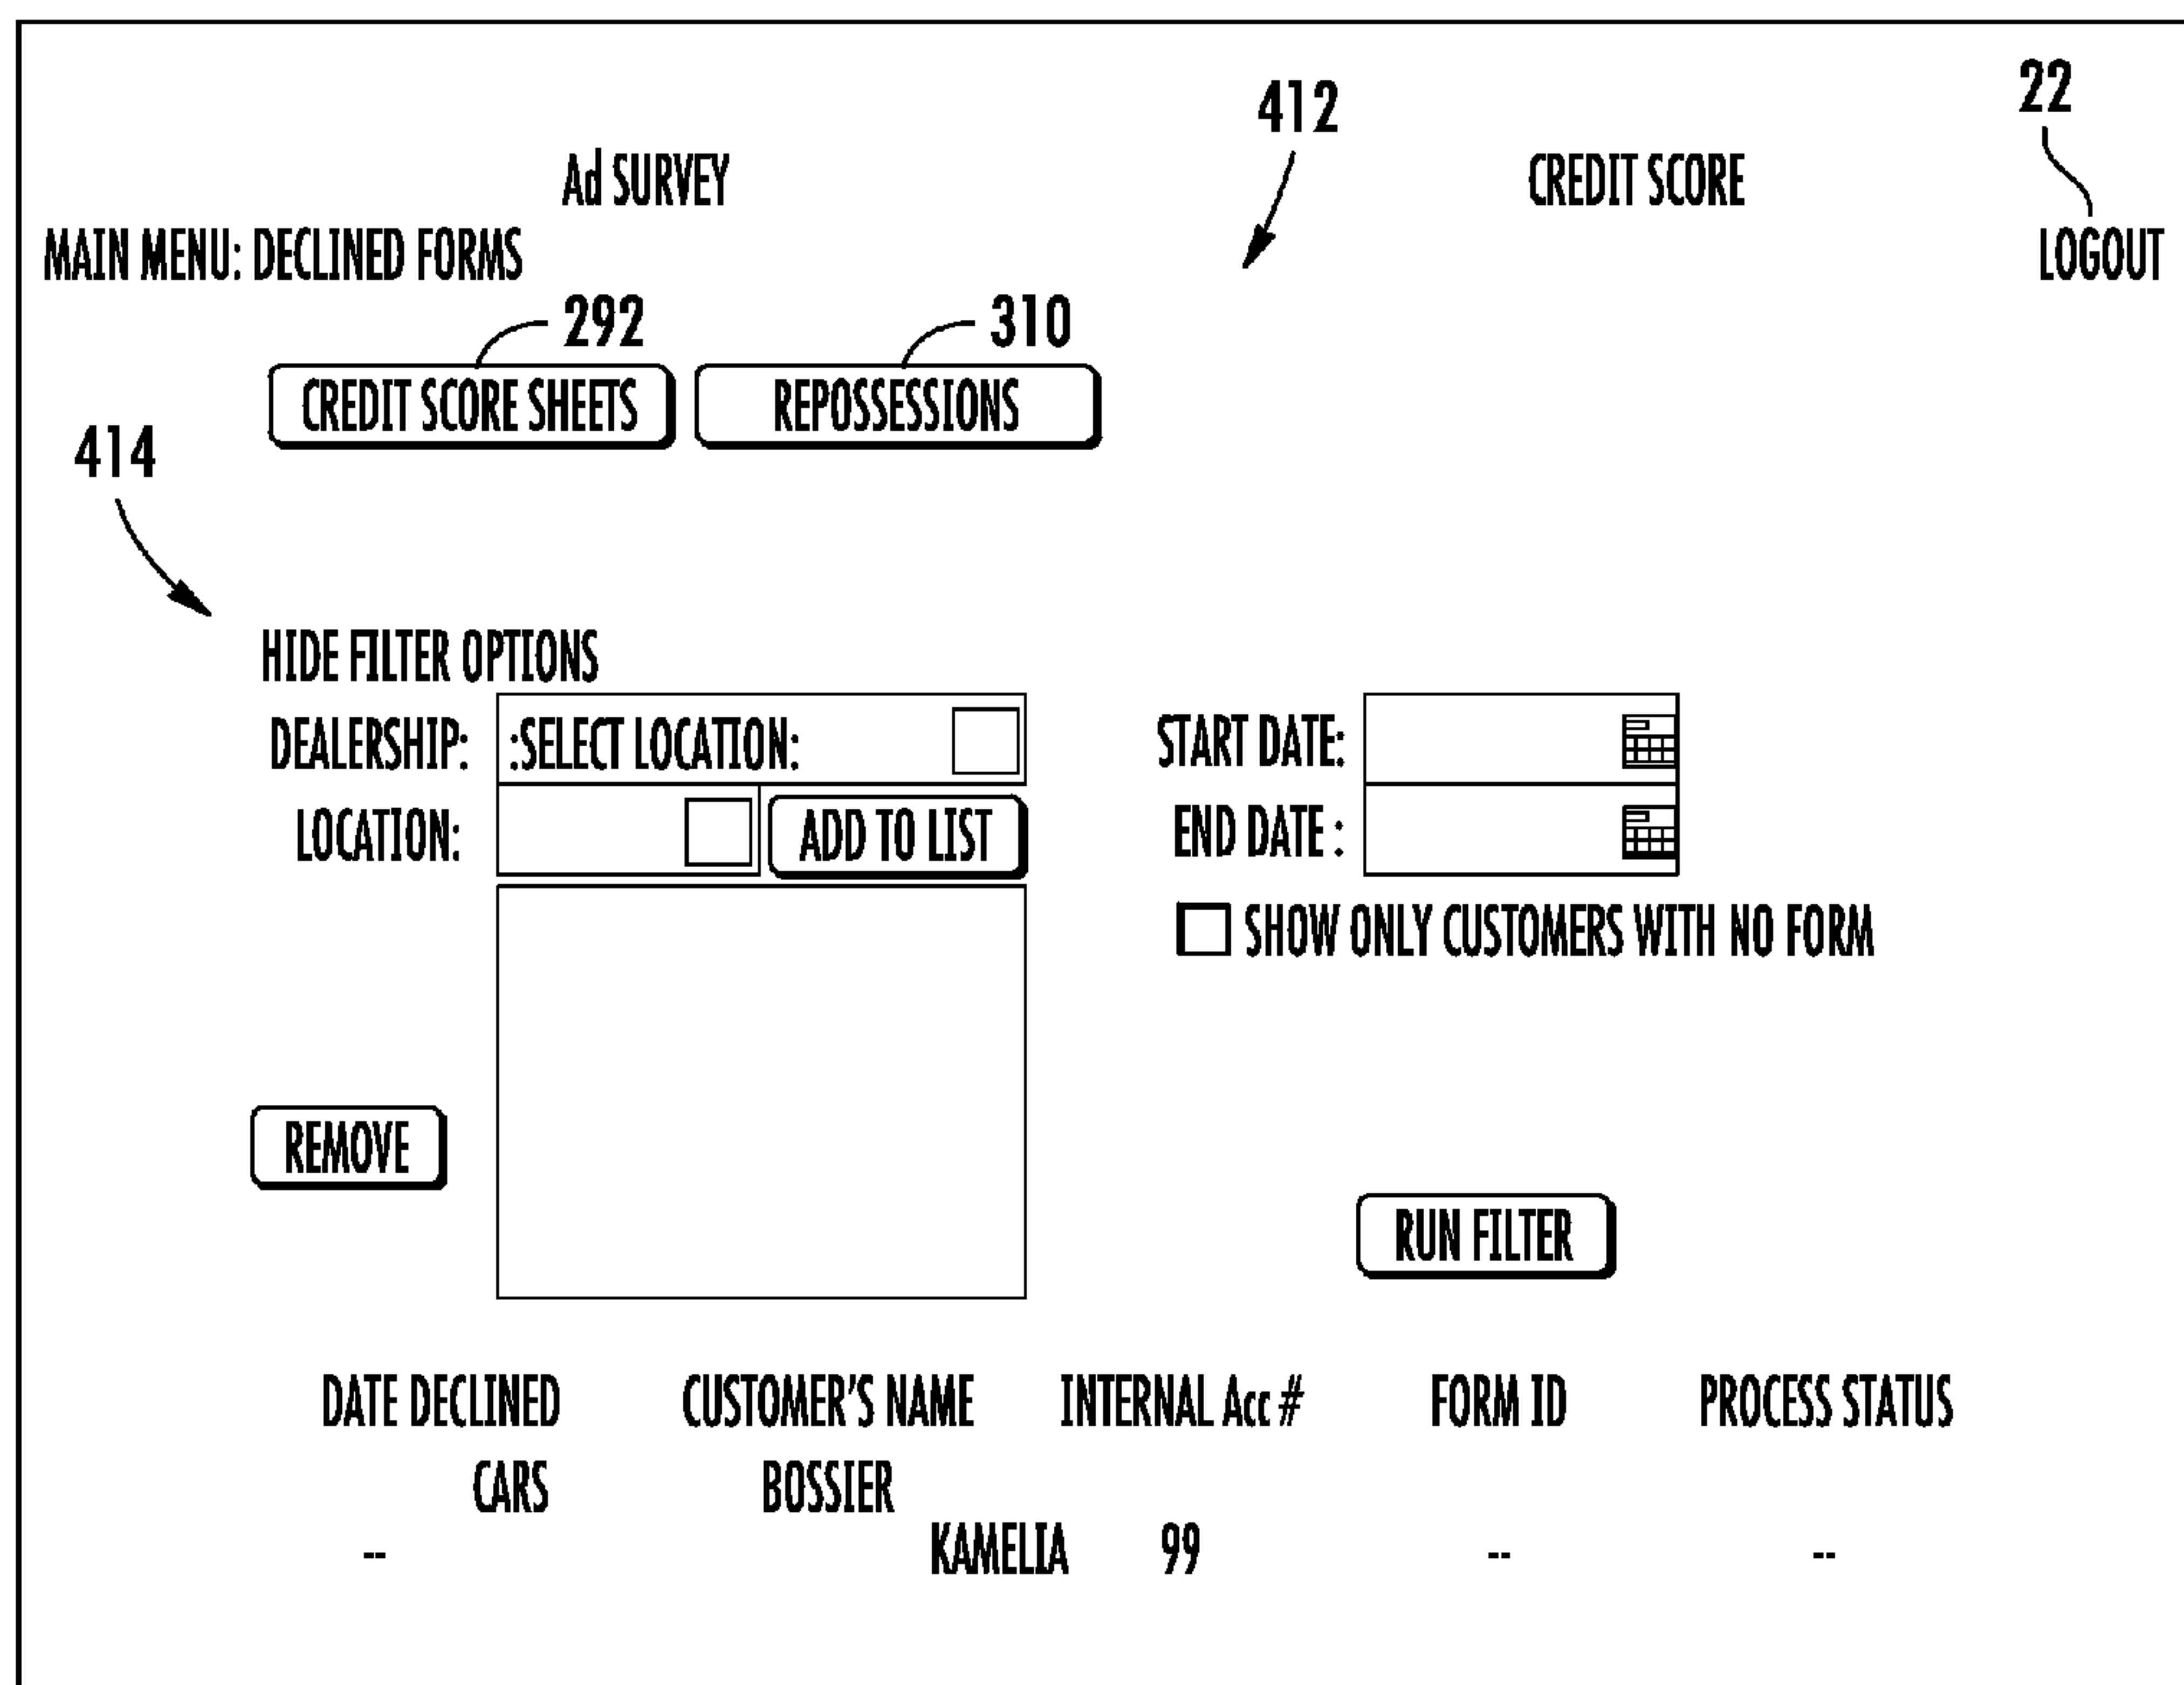 412
22
Ad SURVEY CREDIT SCORE
MAIN MENU: DECLINED FORMS LOGOUT
292 310
CREDIT SCORE SHEETS REPOSSESSIONS
414
HIDE FILTER OPTIONS
DEALERSHIP: :SELECT LOCATION: START DATE:
LOCATION: ADD TO LIST END DATE :
SHOW ONLY CUSTOMERS WITH NO FORM
REMOVE
RUN FILTER
DATE DECLINED CUSTOMER'S NAME INTERNAL Acc # FORM ID PROCESS STATUS
CARS BOSSIER
-- KAMELIA 99 -- --